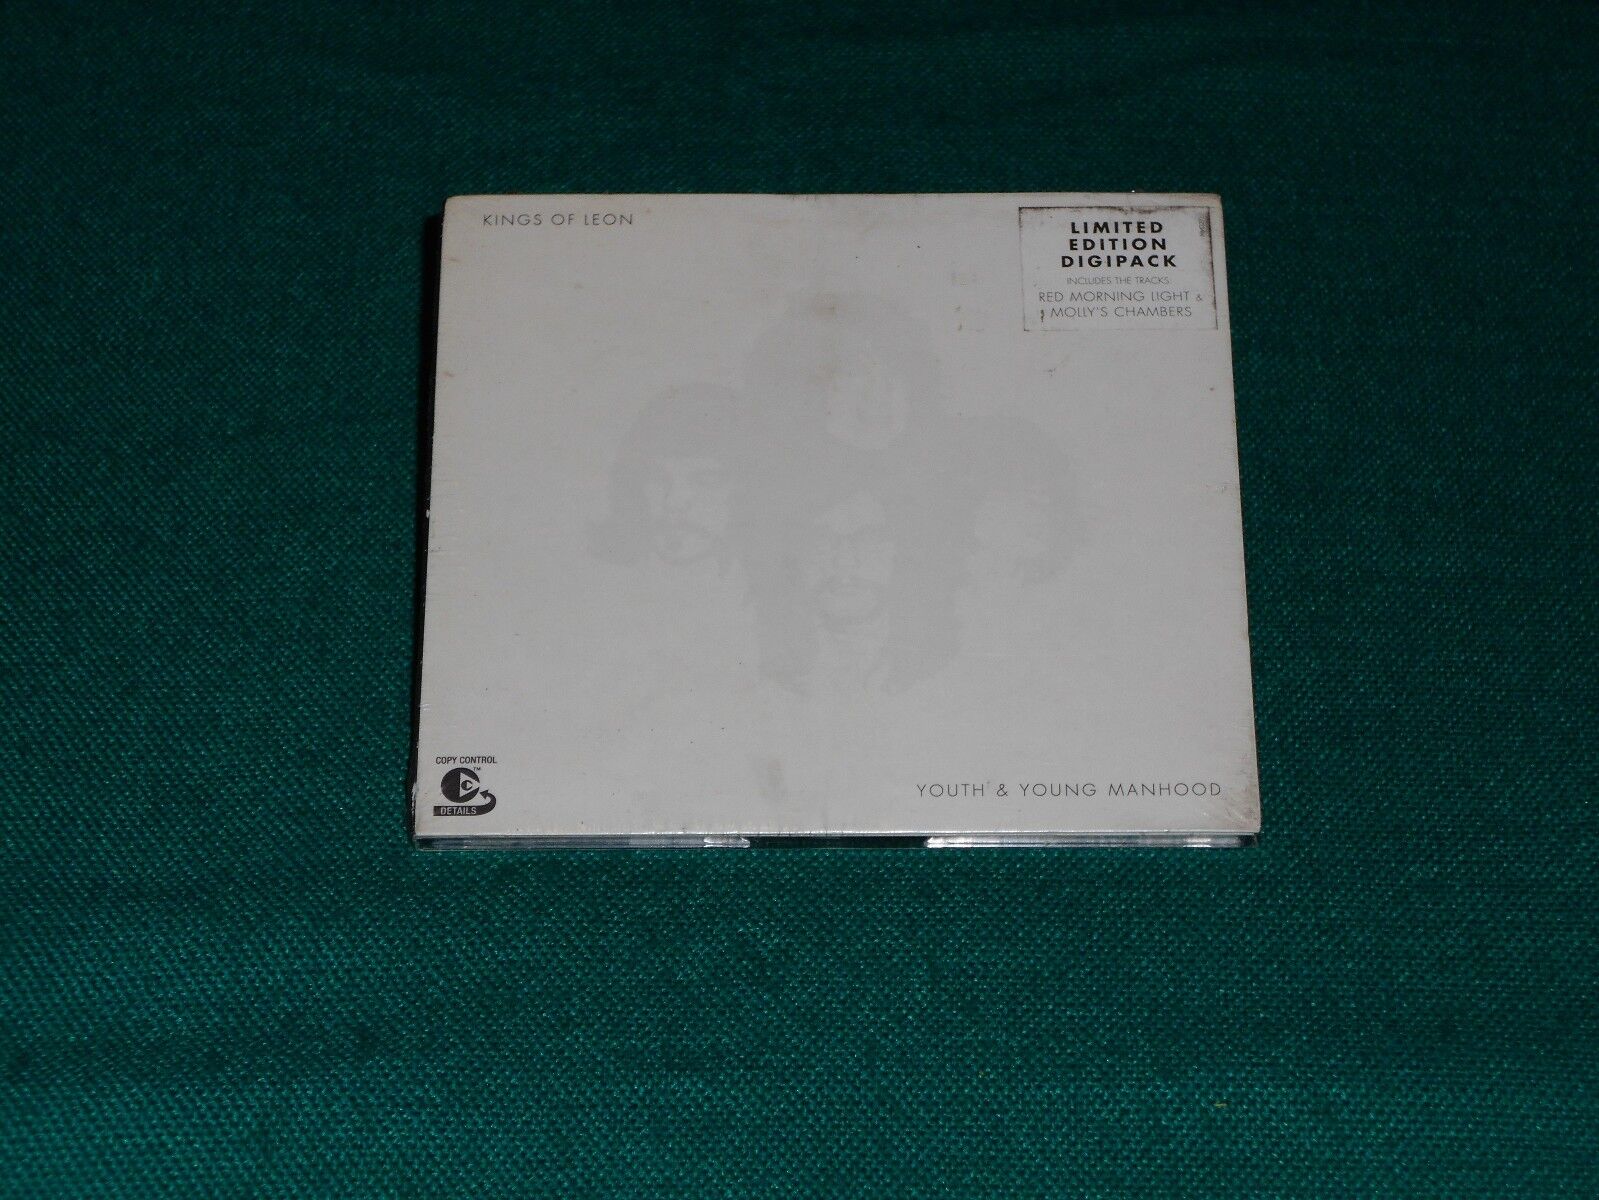 KINGS OF LEON
LIMITED
EDITION
DIGIPACK
INCLUDES THE TRACKS
RED MORNING LIGHT &
MOLLY'S CHAMBERS
COPY CONTROL
TM
C
DETAILS
YOUTH & YOUNG MANHOOD